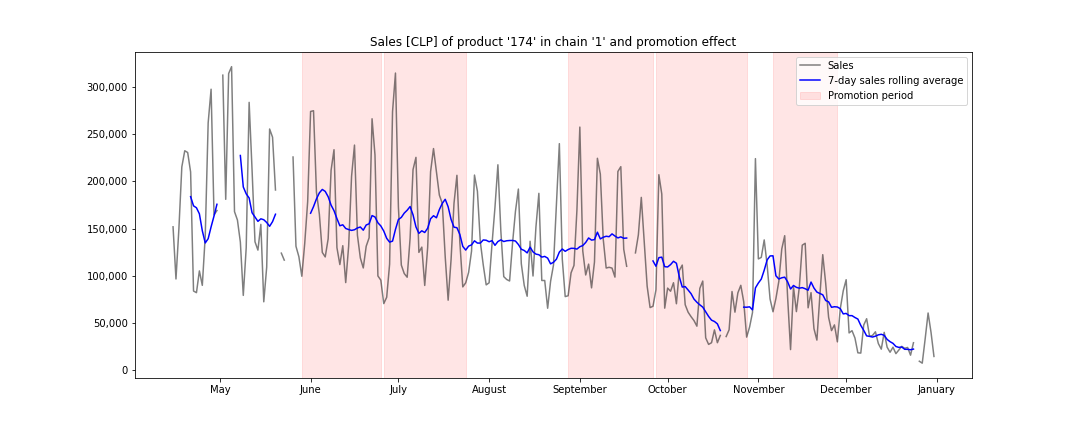 Sales [CLP] of product '174' in chain '1' and promotion effect
Sales
7-day sales rolling average
Promotion period
300,000
250,000
200,000
150,000
100,000
50,000
0
May June July August September October November December January